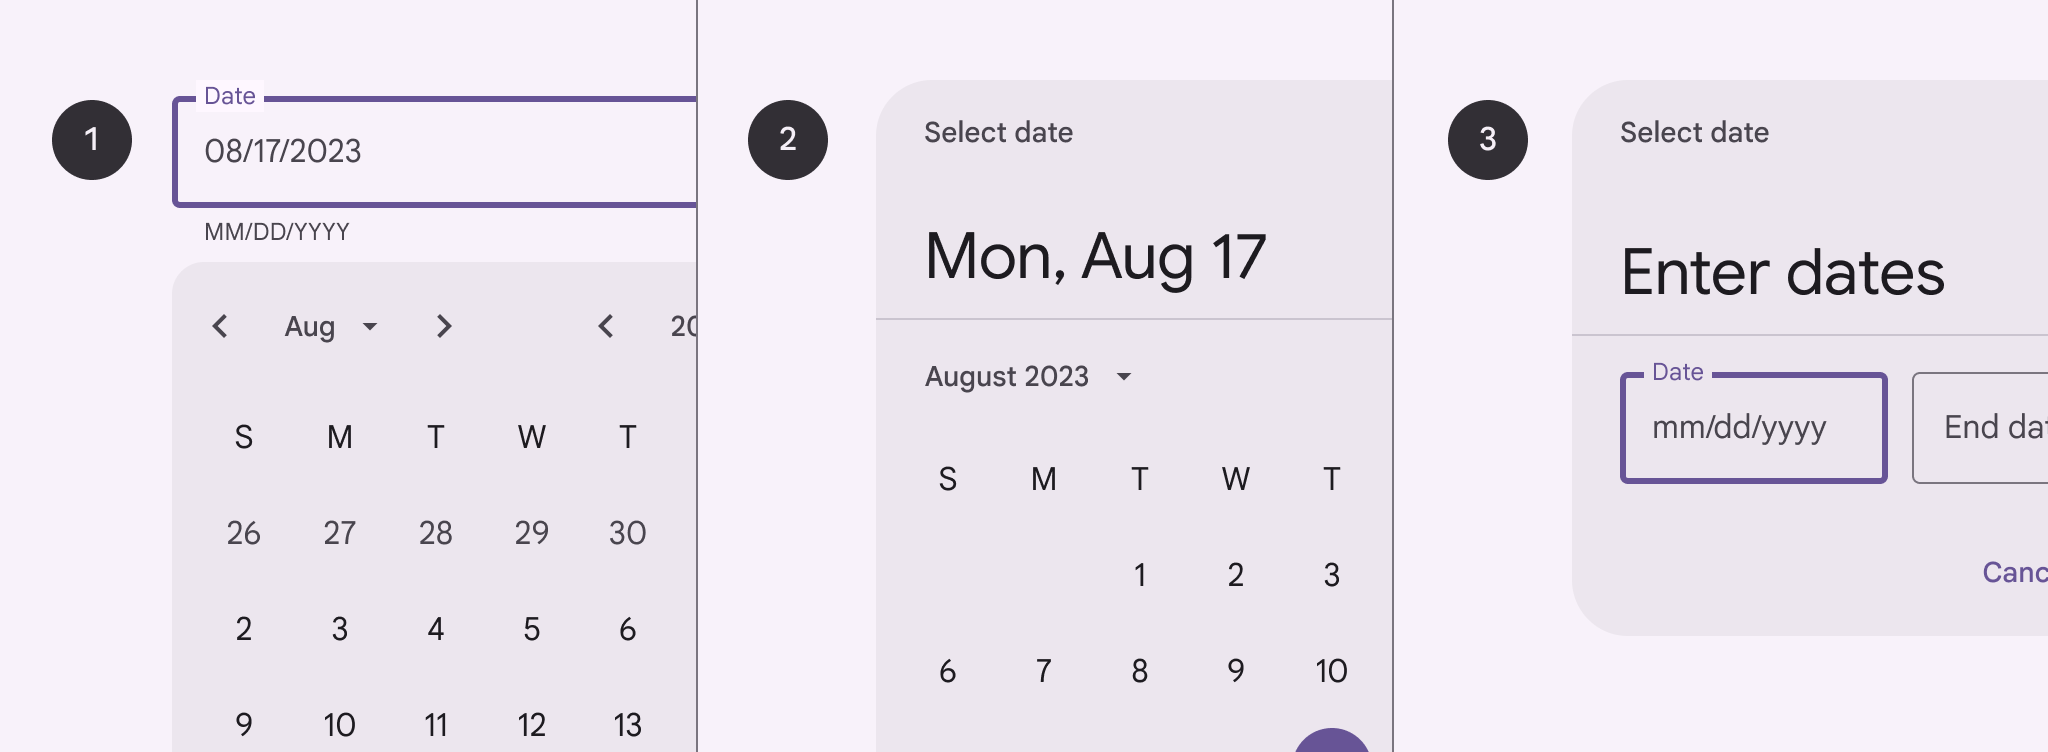 1
Date
08/17/2023
MM/DD/YYYY
Aug
S M T W T
26 27 28 29 30
2 3 4 5 6
9 10 11 12 13
2
Select date
Mon, Aug 17
August 2023
S M T W T
1 2 3
6 7 8 9 10
3
Select date
Enter dates
Date
mm/dd/yyyy
End